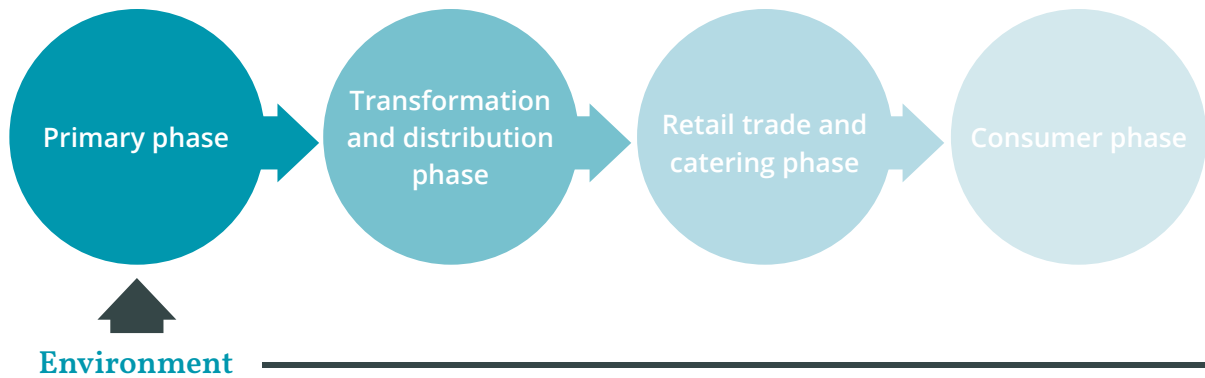 Primary phase
Transformation
and distribution
phase
Retail trade and
catering phase
Consumer phase
Environment